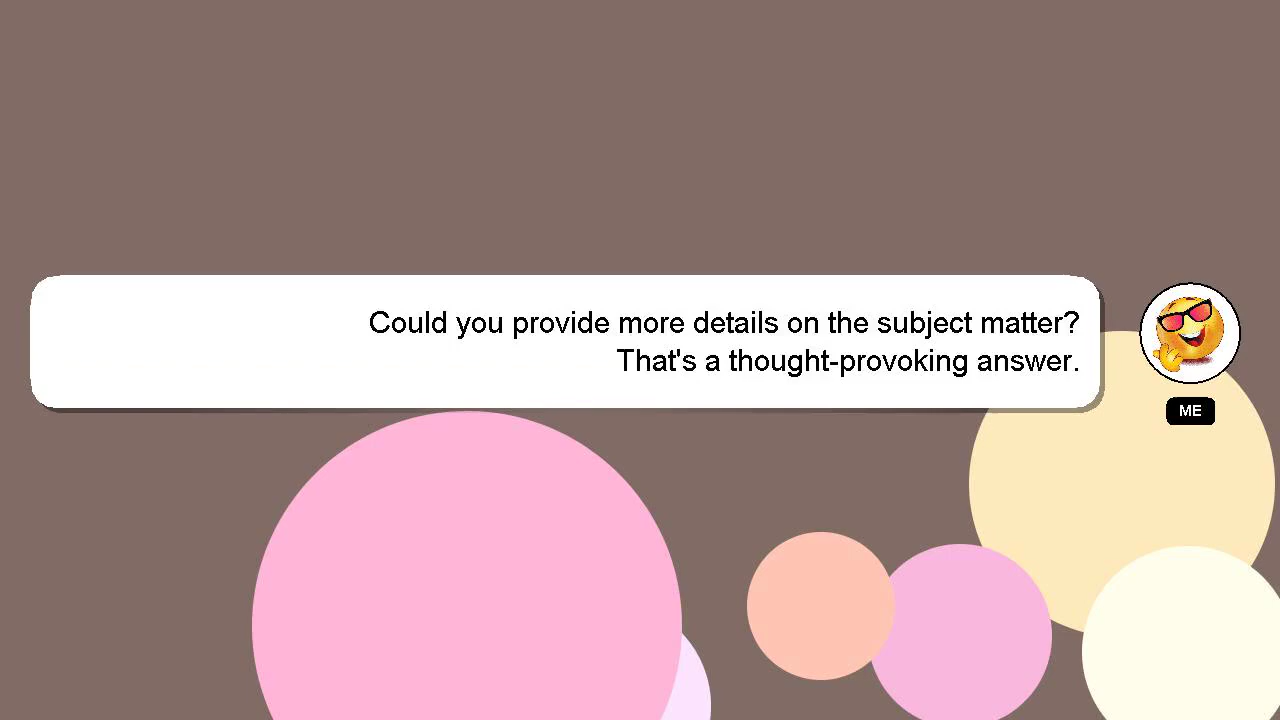 Could you provide more details on the subject matter?
That's a thought-provoking answer.
ME